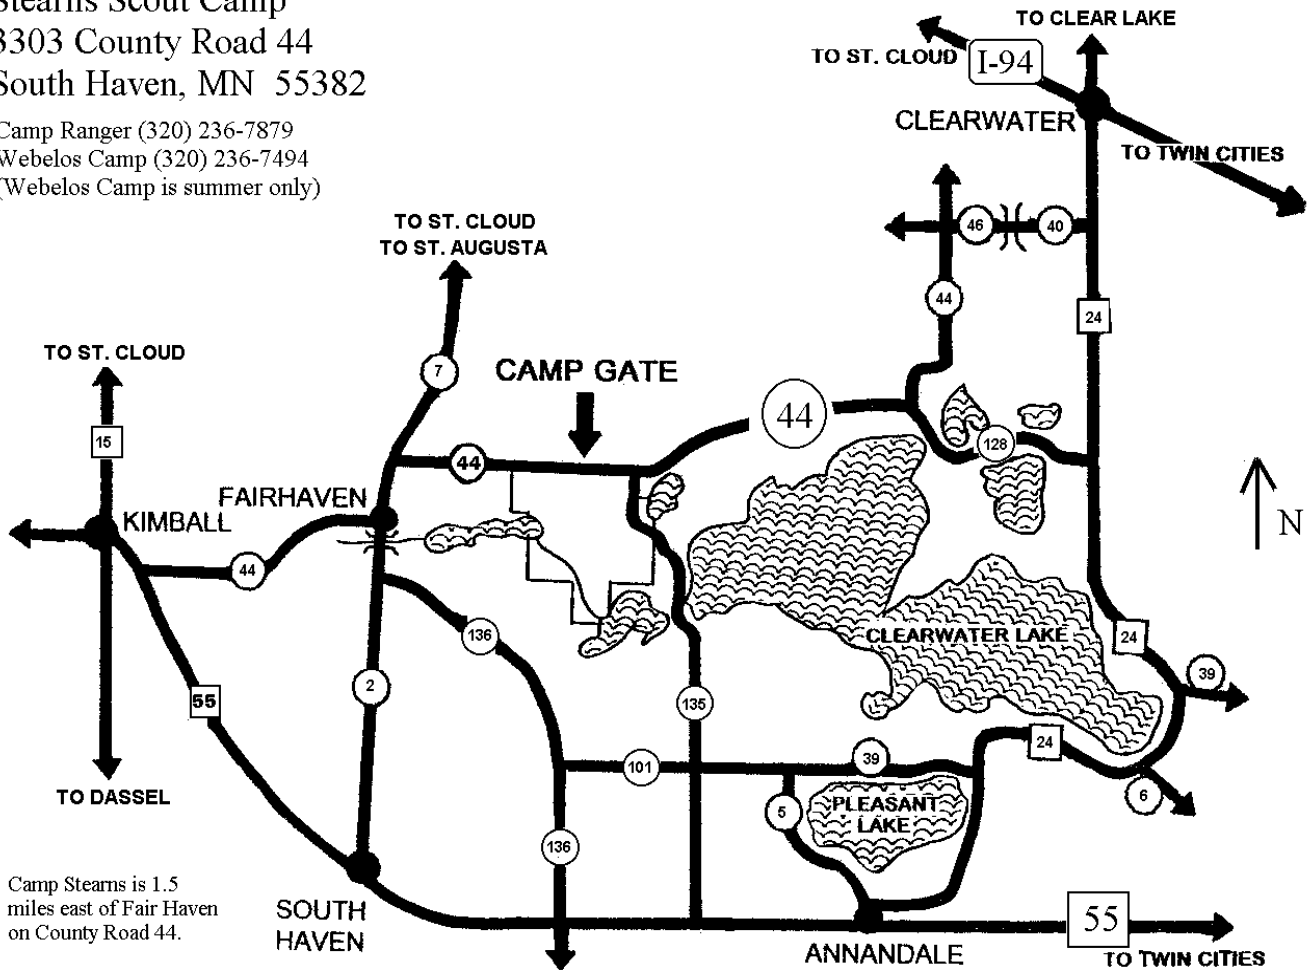 Stearns Scout Camp
3303 County Road 44
South Haven, MN 55382
Camp Ranger (320) 236-7879
Webelos Camp (320) 236-7494
(Webelos Camp is summer only)
TO CLEAR LAKE
TO ST. CLOUD
I-94
CLEARWATER
TO TWIN CITIES
46
40
44
24
TO ST. CLOUD
TO ST. AUGUSTA
7
TO ST. CLOUD
15
CAMP GATE
44
44
128
FAIRHAVEN
KIMBALL
44
N
136
CLEARWATER LAKE
24
39
2
55
135
24
101
39
6
TO DASSEL
5
PLEASANT
LAKE
136
Camp Stearns is 1.5
miles east of Fair Haven
on County Road 44.
SOUTH
HAVEN
ANNANDALE
55
TO TWIN CITIES